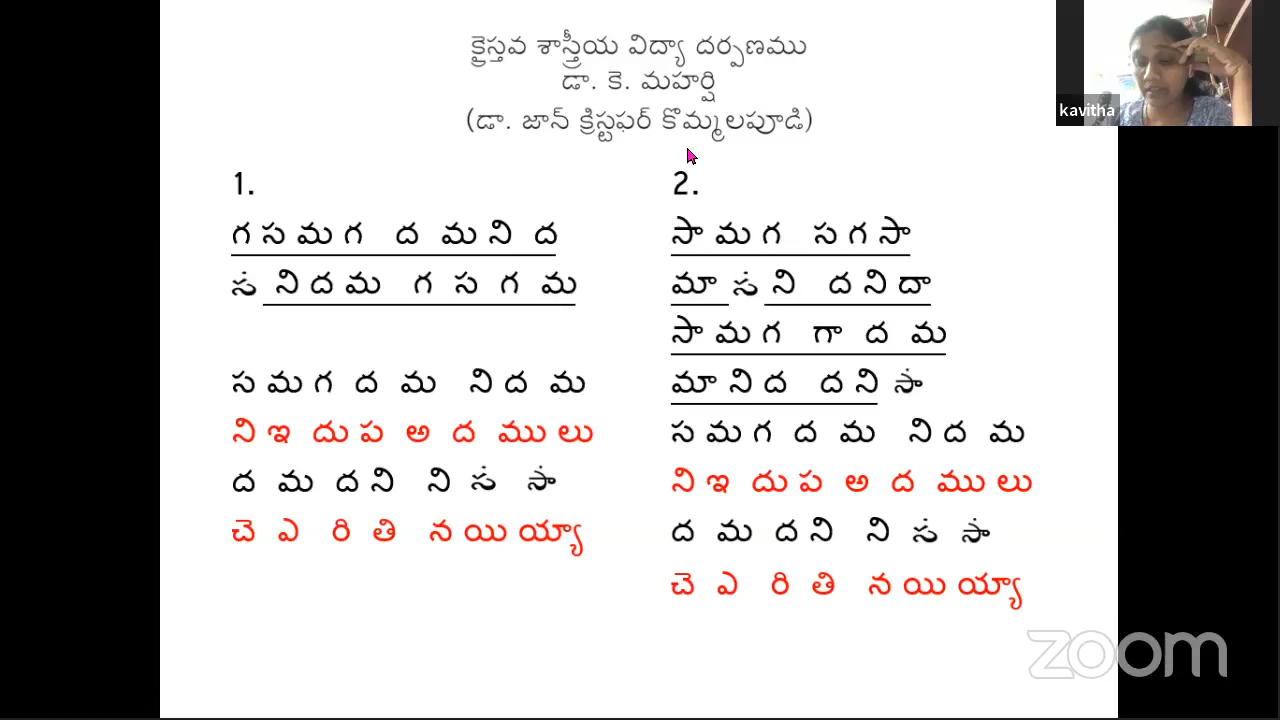 క్రైస్తవ శాస్త్రీయ విద్యా దర్పణము
డా. కె. మహర్షి
(డా. జాన్ క్రిస్టఫర్ కొమ్మలపూడి)
kavitha
1.
గ స మ గ ద మ ని ద
సం ని ద మ గ స గ మ
స మ గ ద మ ని ద మ
ని ఇ దు ప అ ద ము లు
ద మ ద ని ని సం సాం
చె ఎ రి తి న యి య్యా
2.
సా మ గ స గ సా
మా సం ని ద ని దా
సా మ గ గా ద మ
మా ని ద ద ని సాం
స మ గ ద మ ని ద మ
ని ఇ దు ప అ ద ము లు
ద మ ద ని ని సం సాం
చె ఎ రి తి న యి య్యా
zoom